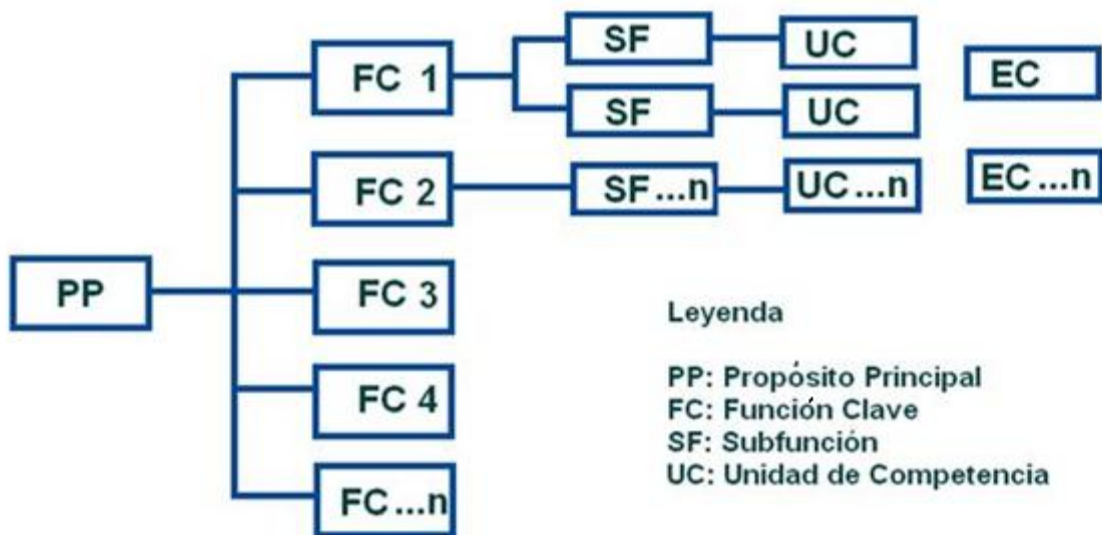 SF
UC
FC 1
EC
SF
UC
FC 2
SF ...n
UC ...n
EC ...n
PP
FC 3
Leyenda
PP: Propósito Principal
FC 4
FC: Función Clave
SF: Subfunción
UC: Unidad de Competencia
FC ...n